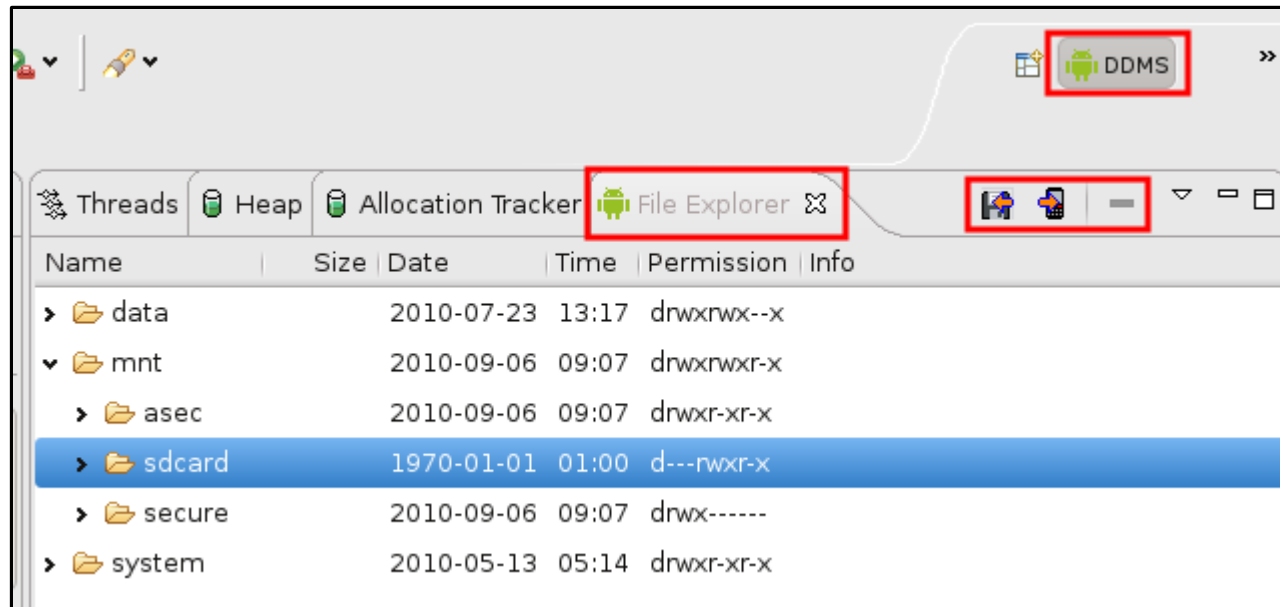 DDMS »
Threads Heap Allocation Tracker File Explorer
Name Size Date Time Permission Info
data 2010-07-23 13:17 drwxrwx--x
mnt 2010-09-06 09:07 drwxrwxr-x
asec 2010-09-06 09:07 drwxr-xr-x
sdcard 1970-01-01 01:00 d---rwxr-x
secure 2010-09-06 09:07 drwx------
system 2010-05-13 05:14 drwxr-xr-x